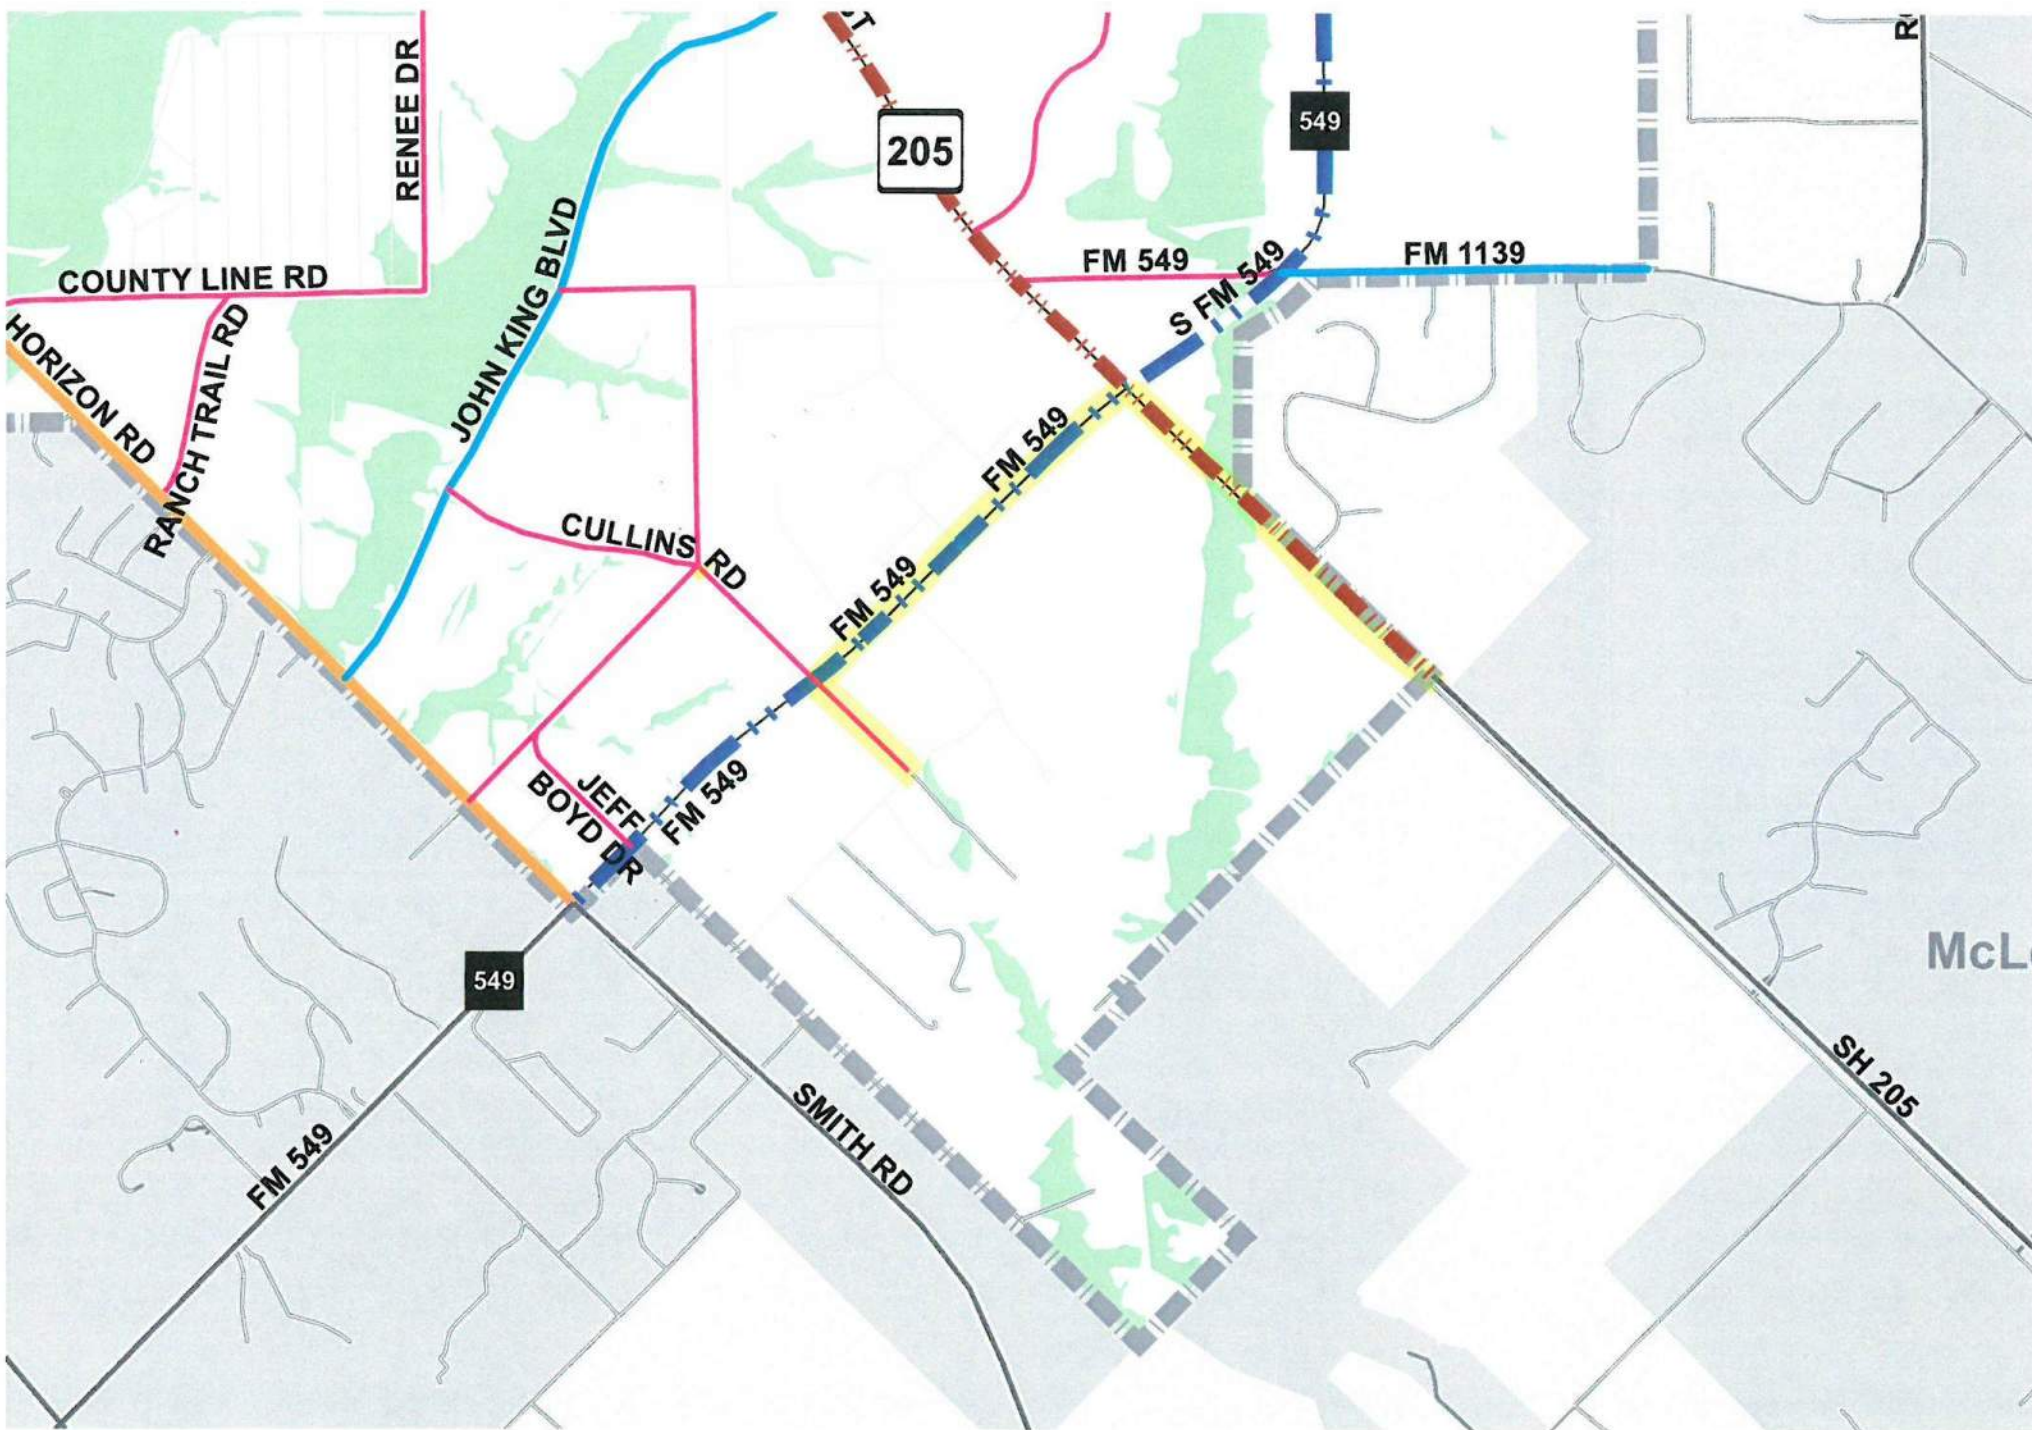 RENEE DR
205
549
JOHN KING BLVD
COUNTY LINE RD
FM 549
S FM 549
FM 1139
HORIZON RD
RANCH TRAIL RD
CULLINS RD
FM 549
FM 549
FM 549
JEFF
BOYD DR
549
FM 549
SMITH RD
SH 205